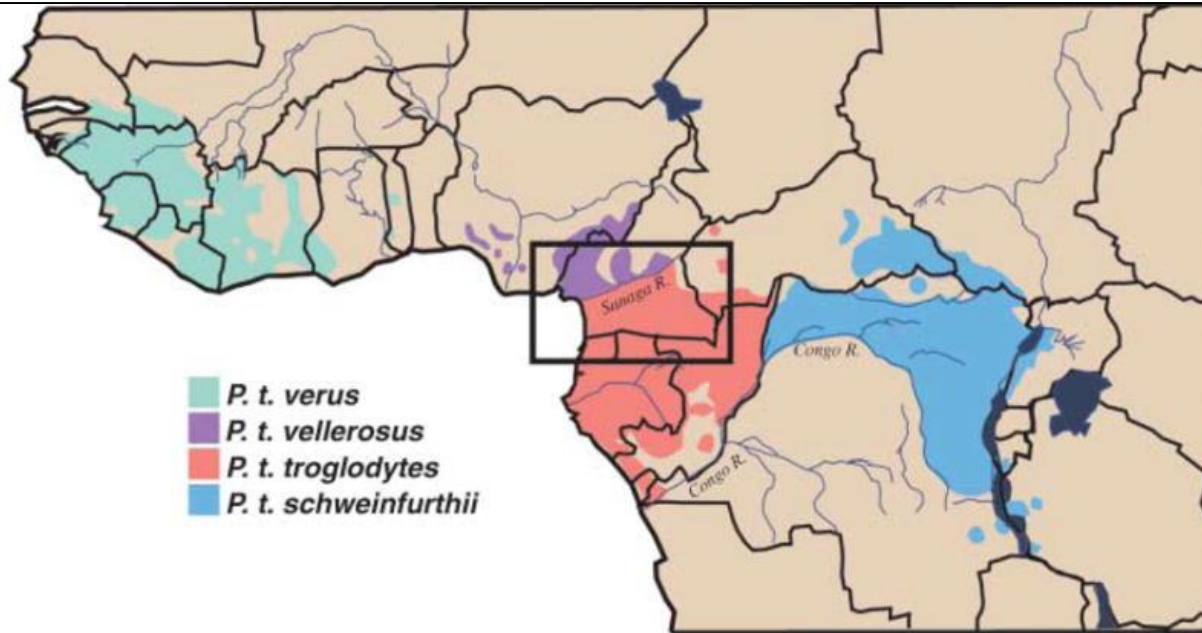 Sanaga R.
Congo R.
P. t. verus
P. t. vellerosus
P. t. troglodytes
Congo R.
P. t. schweinfurthii